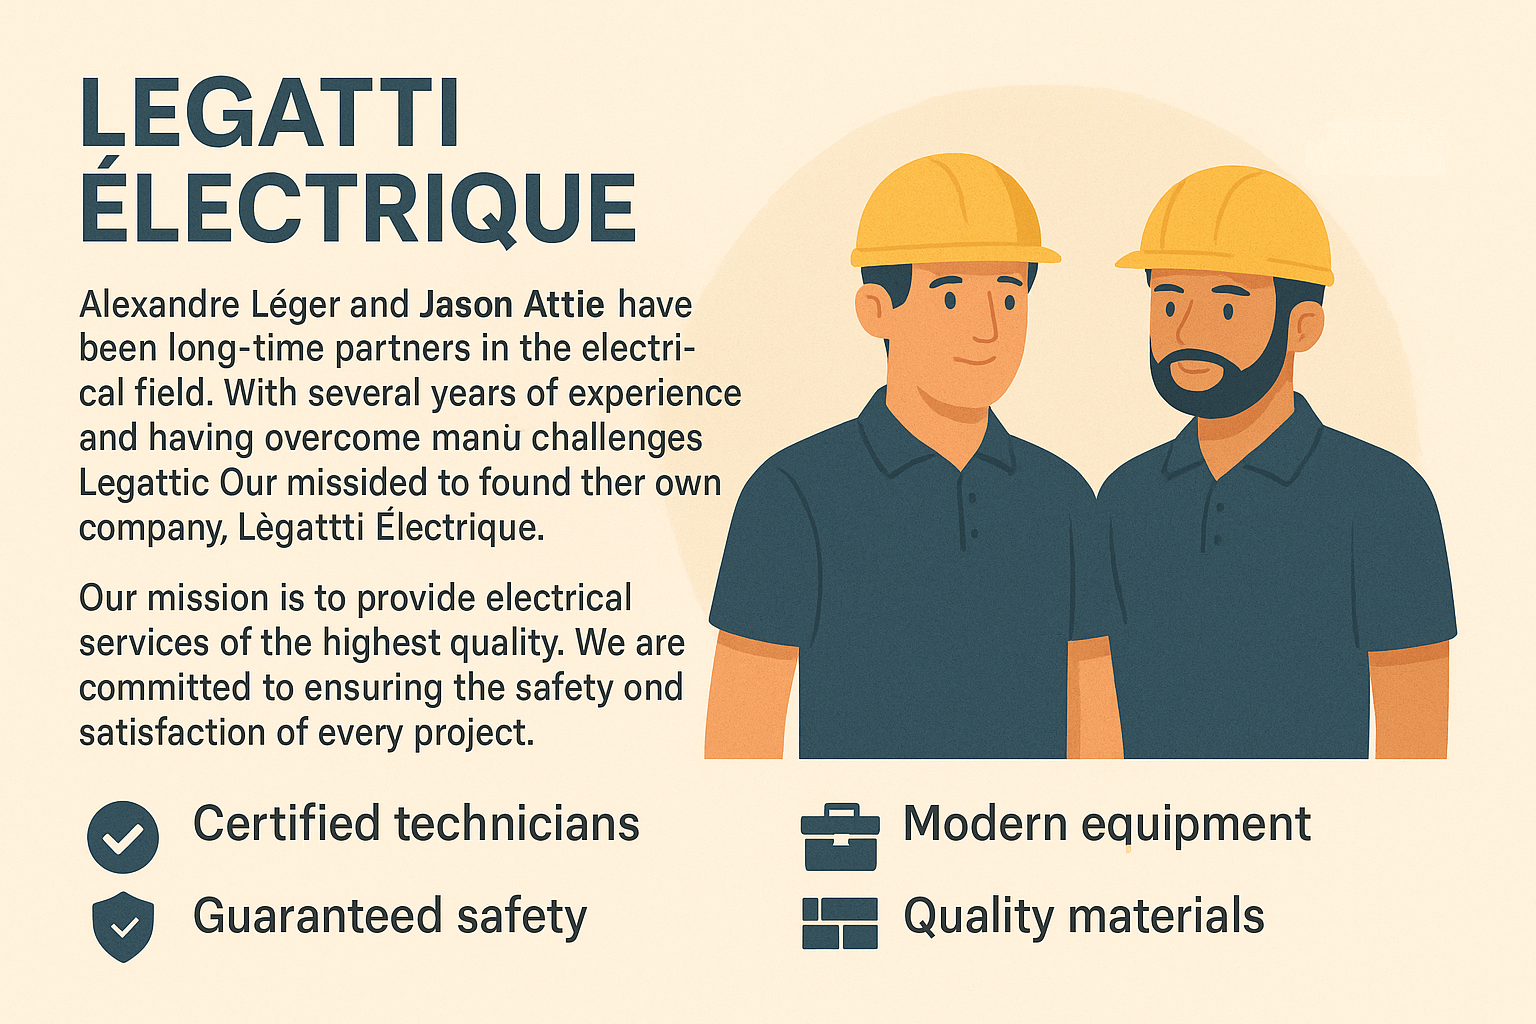 LEGATTI
ÉLECTRIQUE
Alexandre Léger and Jason Attie have
been long-time partners in the electri-
cal field. With several years of experience
and having overcome maniu challenges
Legattic Our missided to found ther own
company, Lègattti Électrique.
Our mission is to provide electrical
services of the highest quality. We are
committed to ensuring the safety ond
satisfaction of every project.
Certified technicians
Modern equipment
Guaranteed safety
Quality materials